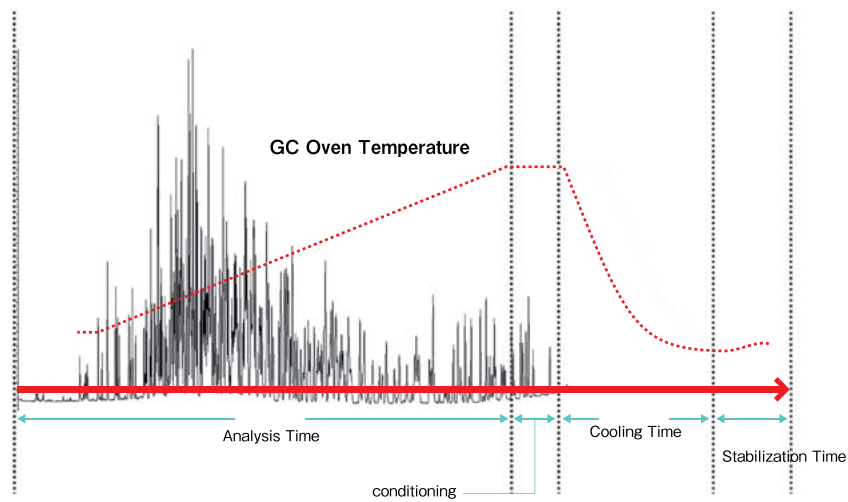 GC Oven Temperature
Analysis Time
Cooling Time
Stabilization Time
conditioning